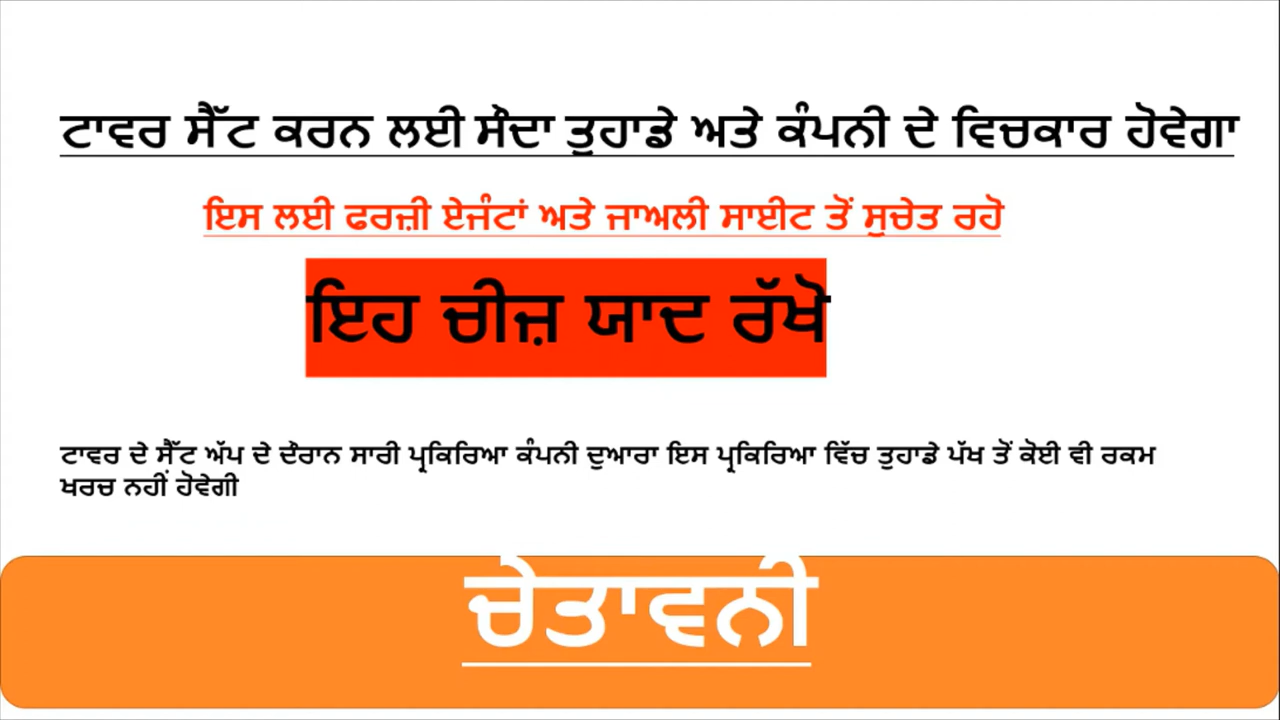 ਟਾਵਰ ਸੈੱਟ ਕਰਨ ਲਈ ਸੌਦਾ ਤੁਹਾਡੇ ਅਤੇ ਕੰਪਨੀ ਦੇ ਵਿਚਕਾਰ ਹੋਵੇਗਾ
ਇਸ ਲਈ ਫਰਜ਼ੀ ਏਜੰਟਾਂ ਅਤੇ ਜਾਅਲੀ ਸਾਈਟ ਤੋਂ ਸੁਚੇਤ ਰਹੋ
ਇਹ ਚੀਜ਼ ਯਾਦ ਰੱਖੋ
ਟਾਵਰ ਦੇ ਸੈੱਟ ਅੱਪ ਦੇ ਦੌਰਾਨ ਸਾਰੀ ਪ੍ਰਕਿਰਿਆ ਕੰਪਨੀ ਦੁਆਰਾ ਇਸ ਪ੍ਰਕਿਰਿਆ ਵਿੱਚ ਤੁਹਾਡੇ ਪੱਖ ਤੋਂ ਕੋਈ ਵੀ ਰਕਮ
ਖਰਚ ਨਹੀਂ ਹੋਵੇਗੀ
ਚੇਤਾਵਨੀ